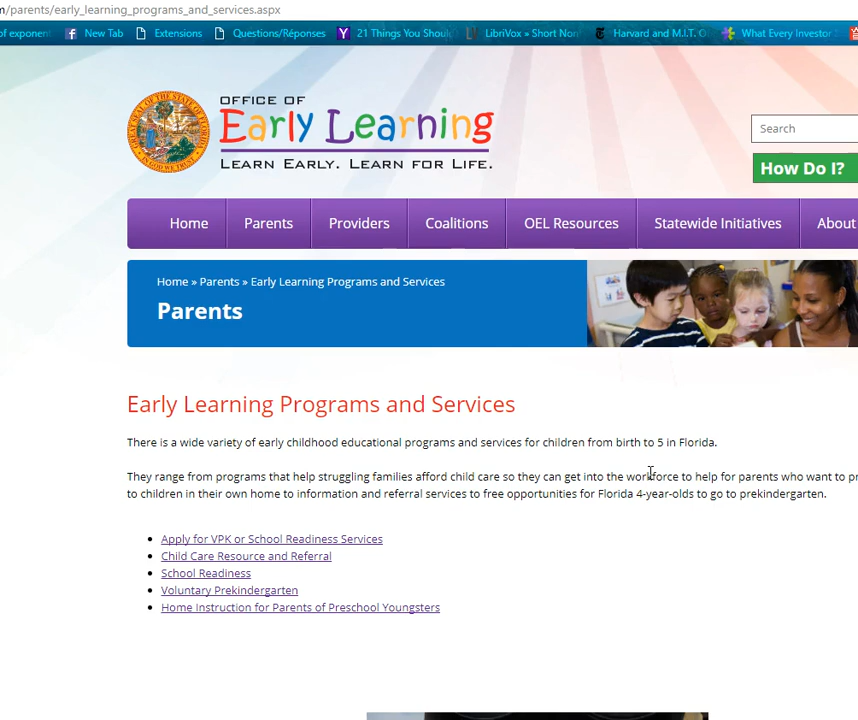 /parents/early_learning_programs_and_services.aspx
of exponent New Tab Extensions Questions/Réponses 21 Things You Shoul LibriVox » Short Non Harvard and M.I.T. O What Every Investor
OFFICE OF
Early Learning
LEARN EARLY. LEARN FOR LIFE.
Search
How Do I?
Home Parents Providers Coalitions OEL Resources Statewide Initiatives About
Home » Parents » Early Learning Programs and Services
Parents
Early Learning Programs and Services
There is a wide variety of early childhood educational programs and services for children from birth to 5 in Florida.
They range from programs that help struggling families afford child care so they can get into the workforce to help for parents who want to
to children in their own home to information and referral services to free opportunities for Florida 4-year-olds to go to prekindergarten.
• Apply for VPK or School Readiness Services
• Child Care Resource and Referral
• School Readiness
• Voluntary Prekindergarten
• Home Instruction for Parents of Preschool Youngsters